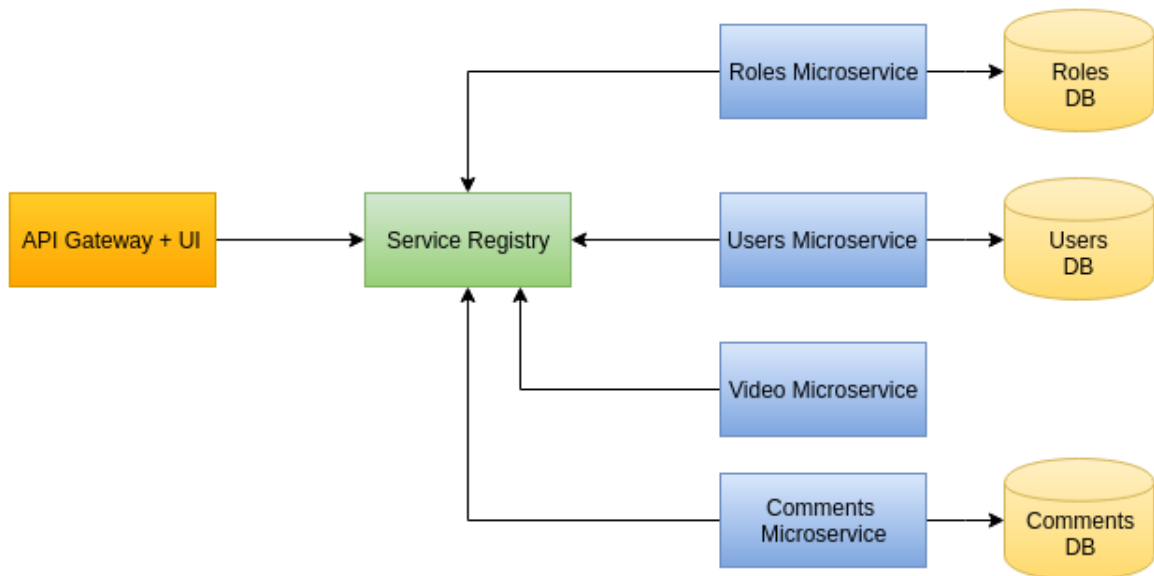 Roles Microservice
Roles
DB
API Gateway + UI
Service Registry
Users Microservice
Users
DB
Video Microservice
Comments
Microservice
Comments
DB